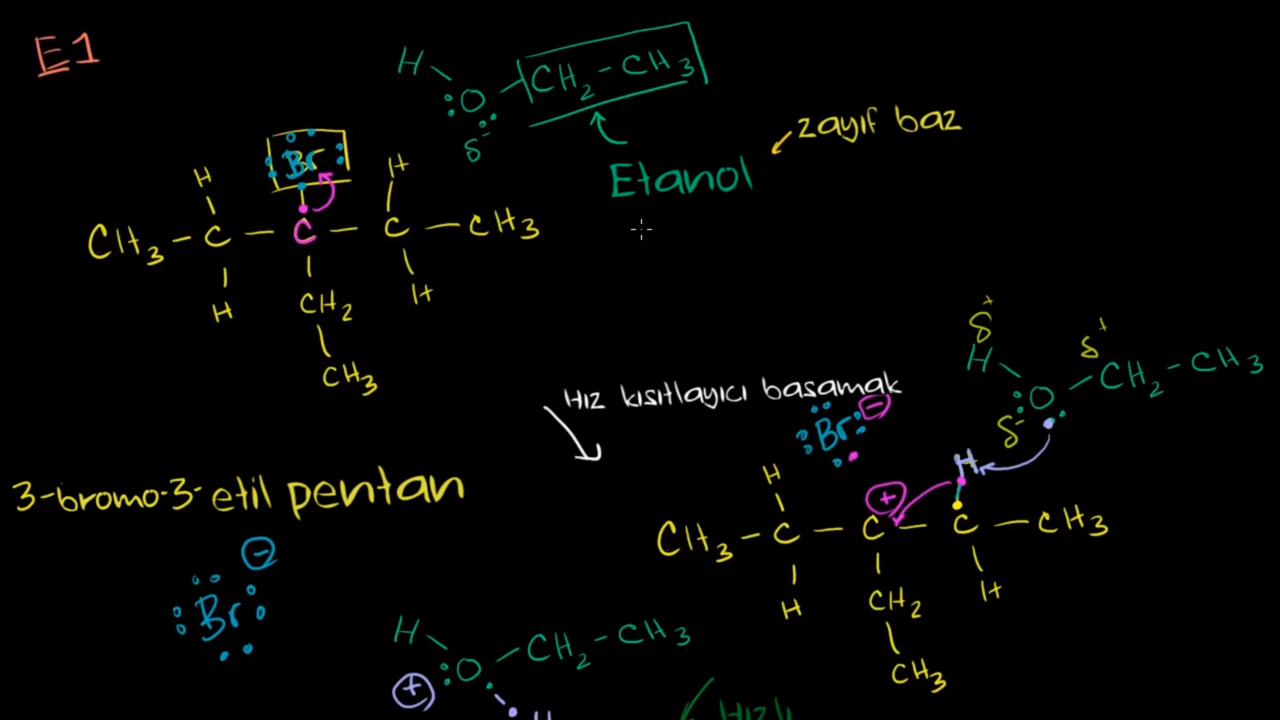 E1
H
O - CH2 - CH3
δ-
Etanol
zayıf baz
Br
H H
CH3 - C - C - C - CH3
H H
CH2
CH3
Hız kısıtlayıcı basamak
3-bromo-3-etil pentan
Br -
δ+
H
δ+
O - CH2 - CH3
δ-
Br -
H + H
CH3 - C - C - C - CH3
H H
CH2
CH3
H
O - CH2 - CH3
+
H
Hızlı